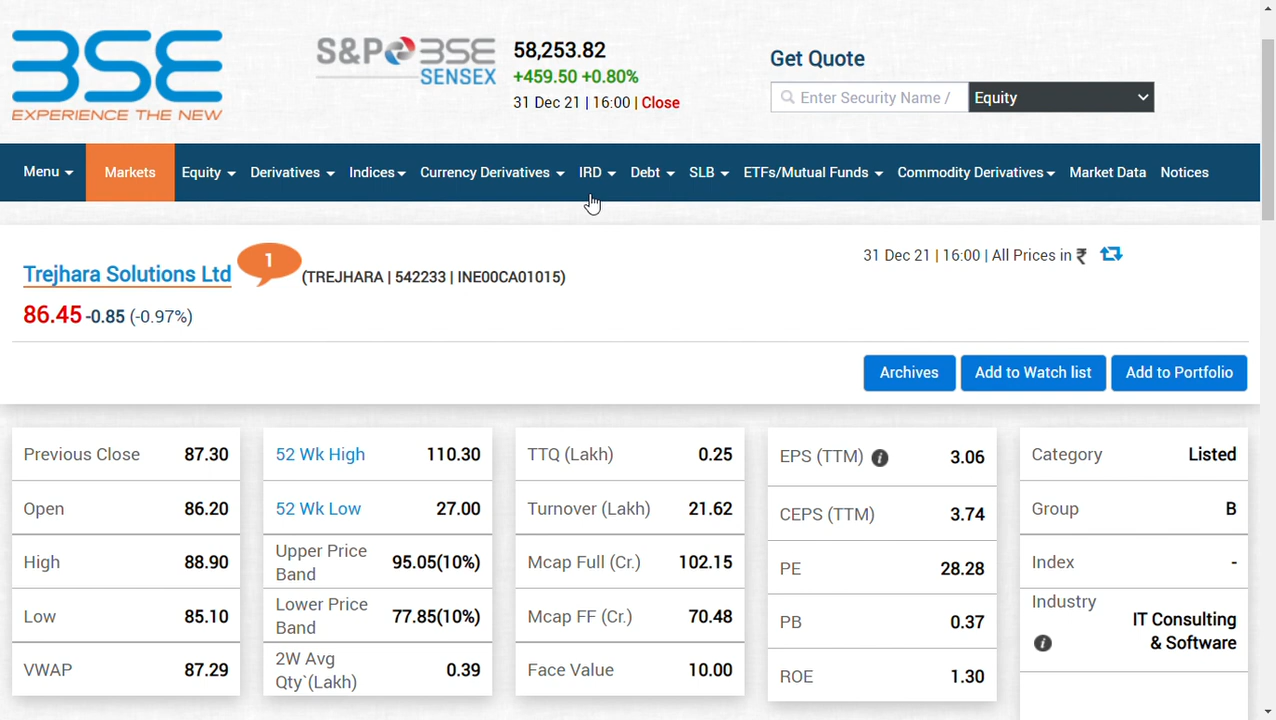 BSE
EXPERIENCE THE NEW
S&P BSE
SENSEX
58,253.82
+459.50 +0.80%
31 Dec 21 | 16:00 | Close
Get Quote
Enter Security Name /
Equity
Menu
Markets
Equity
Derivatives
Indices
Currency Derivatives
IRD
Debt
SLB
ETFs/Mutual Funds
Commodity Derivatives
Market Data
Notices
Trejhara Solutions Ltd
1
(TREJHARA | 542233 | INE00CA01015)
31 Dec 21 | 16:00 | All Prices in ₹
86.45 -0.85 (-0.97%)
Archives
Add to Watch list
Add to Portfolio
Previous Close 87.30
Open 86.20
High 88.90
Low 85.10
VWAP 87.29
52 Wk High 110.30
52 Wk Low 27.00
Upper Price
Band 95.05(10%)
Lower Price
Band 77.85(10%)
2W Avg
Qty`(Lakh) 0.39
TTQ (Lakh) 0.25
Turnover (Lakh) 21.62
Mcap Full (Cr.) 102.15
Mcap FF (Cr.) 70.48
Face Value 10.00
EPS (TTM) i 3.06
CEPS (TTM) 3.74
PE 28.28
PB 0.37
ROE 1.30
Category Listed
Group B
Index -
Industry
i
IT Consulting
& Software